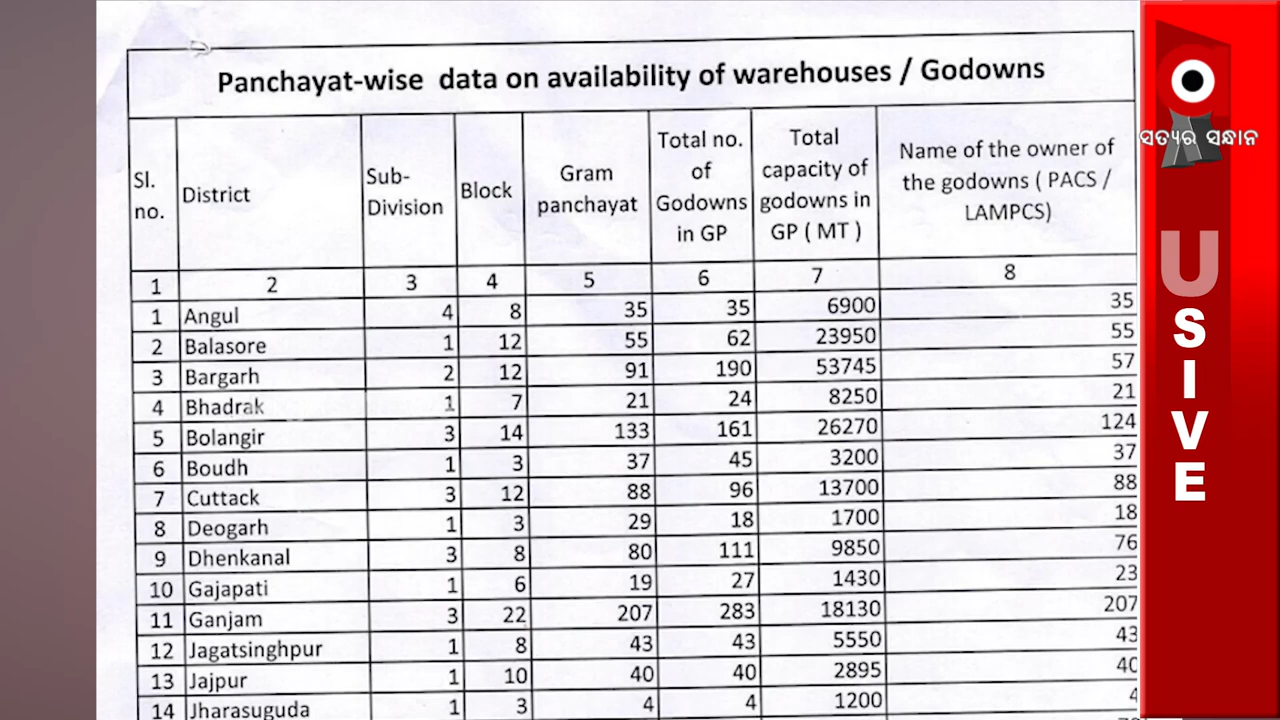 Panchayat-wise data on availability of warehouses / Godowns
Sl. no. District Sub-Division Block Gram panchayat Total no. of Godowns in GP Total capacity of godowns in GP ( MT ) Name of the owner of the godowns ( PACS / LAMPCS)
1 2 3 4 5 6 7 8
1 Angul 4 8 35 35 6900 35
2 Balasore 1 12 55 62 23950 55
3 Bargarh 2 12 91 190 53745 57
4 Bhadrak 1 7 21 24 8250 21
5 Bolangir 3 14 133 161 26270 124
6 Boudh 1 3 37 45 3200 37
7 Cuttack 3 12 88 96 13700 88
8 Deogarh 1 3 29 18 1700 18
9 Dhenkanal 3 8 80 111 9850 76
10 Gajapati 1 6 19 27 1430 23
11 Ganjam 3 22 207 283 18130 207
12 Jagatsinghpur 1 8 43 43 5550 43
13 Jajpur 1 10 40 40 2895 40
14 Jharasuguda 1 3 4 4 1200 4
ସତ୍ୟର ସନ୍ଧାନ
U
S
I
V
E